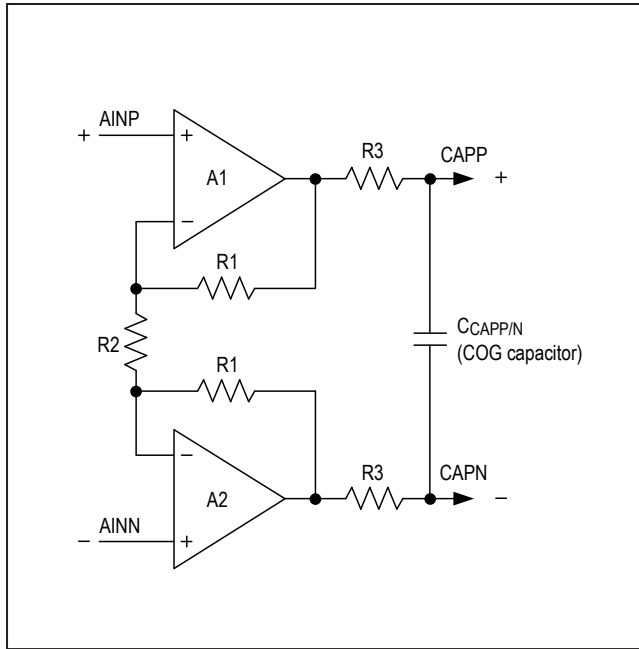 AINP
+
+
A1
−
R3
CAPP
+
R1
R2
CCAPP/N
(COG capacitor)
R1
−
A2
+
R3
CAPN
−
AINN
−